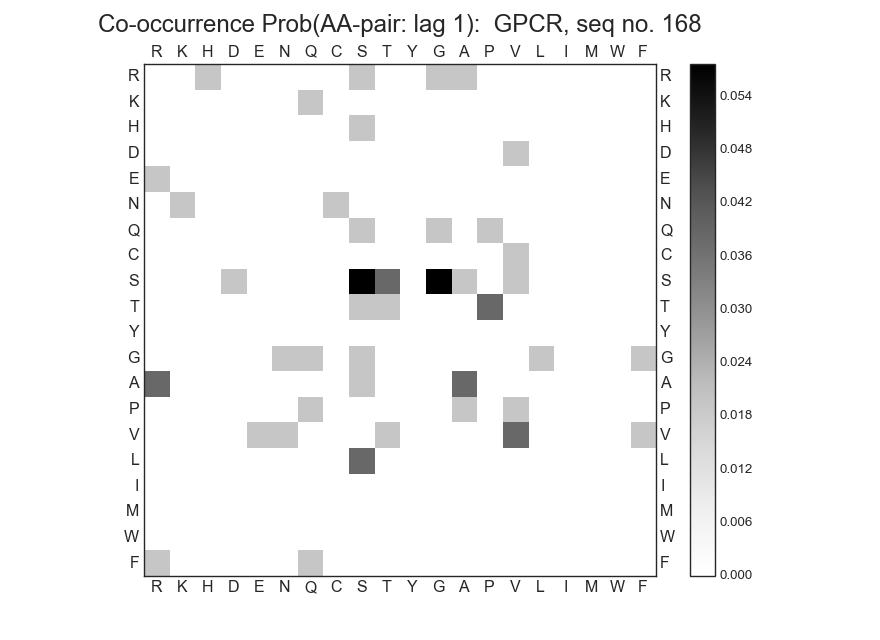 Co-occurrence Prob(AA-pair: lag 1):  GPCR, seq no. 168
R K H D E N Q C S T Y G A P V L I M W F
R R
K K
H H
D D
E E
N N
Q Q
C C
S S
T T
Y Y
G G
A A
P P
V V
L L
I I
M M
W W
F F
R K H D E N Q C S T Y G A P V L I M W F
0.054
0.048
0.042
0.036
0.030
0.024
0.018
0.012
0.006
0.000